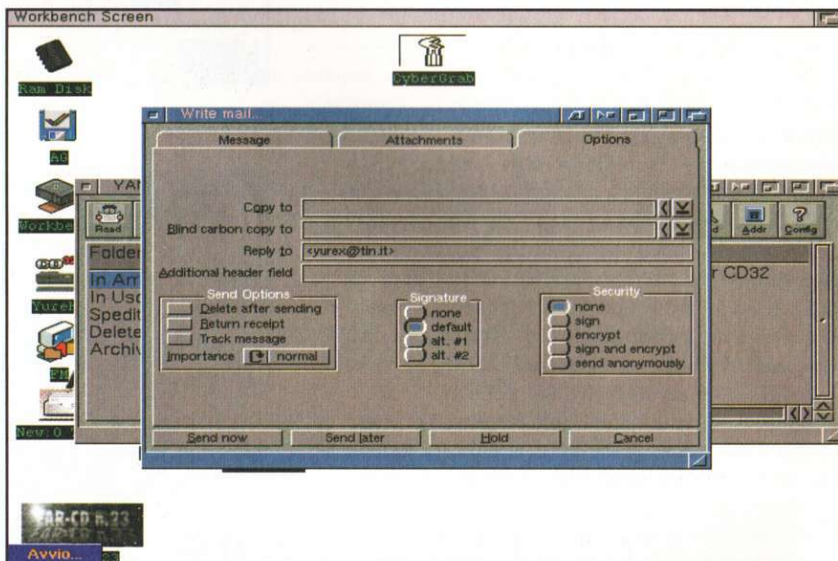 Workbench Screen
Ram Disk
CyberGrab
AG
Write mail...
Message Attachments Options
Copy to
Blind carbon copy to
Reply to <yurex@tin.it>
Additional header field
Send Options
Delete after sending
Return receipt
Track message
Importance normal
Signature
none
default
alt. #1
alt. #2
Security
none
sign
encrypt
sign and encrypt
send anonymously
Send now Send later Hold Cancel
Read
Addr Config
Folder
In Arr
In Usc
Spedit
Delete
Archiv
CD32
New:0
AR-CD n.23
Avvio...